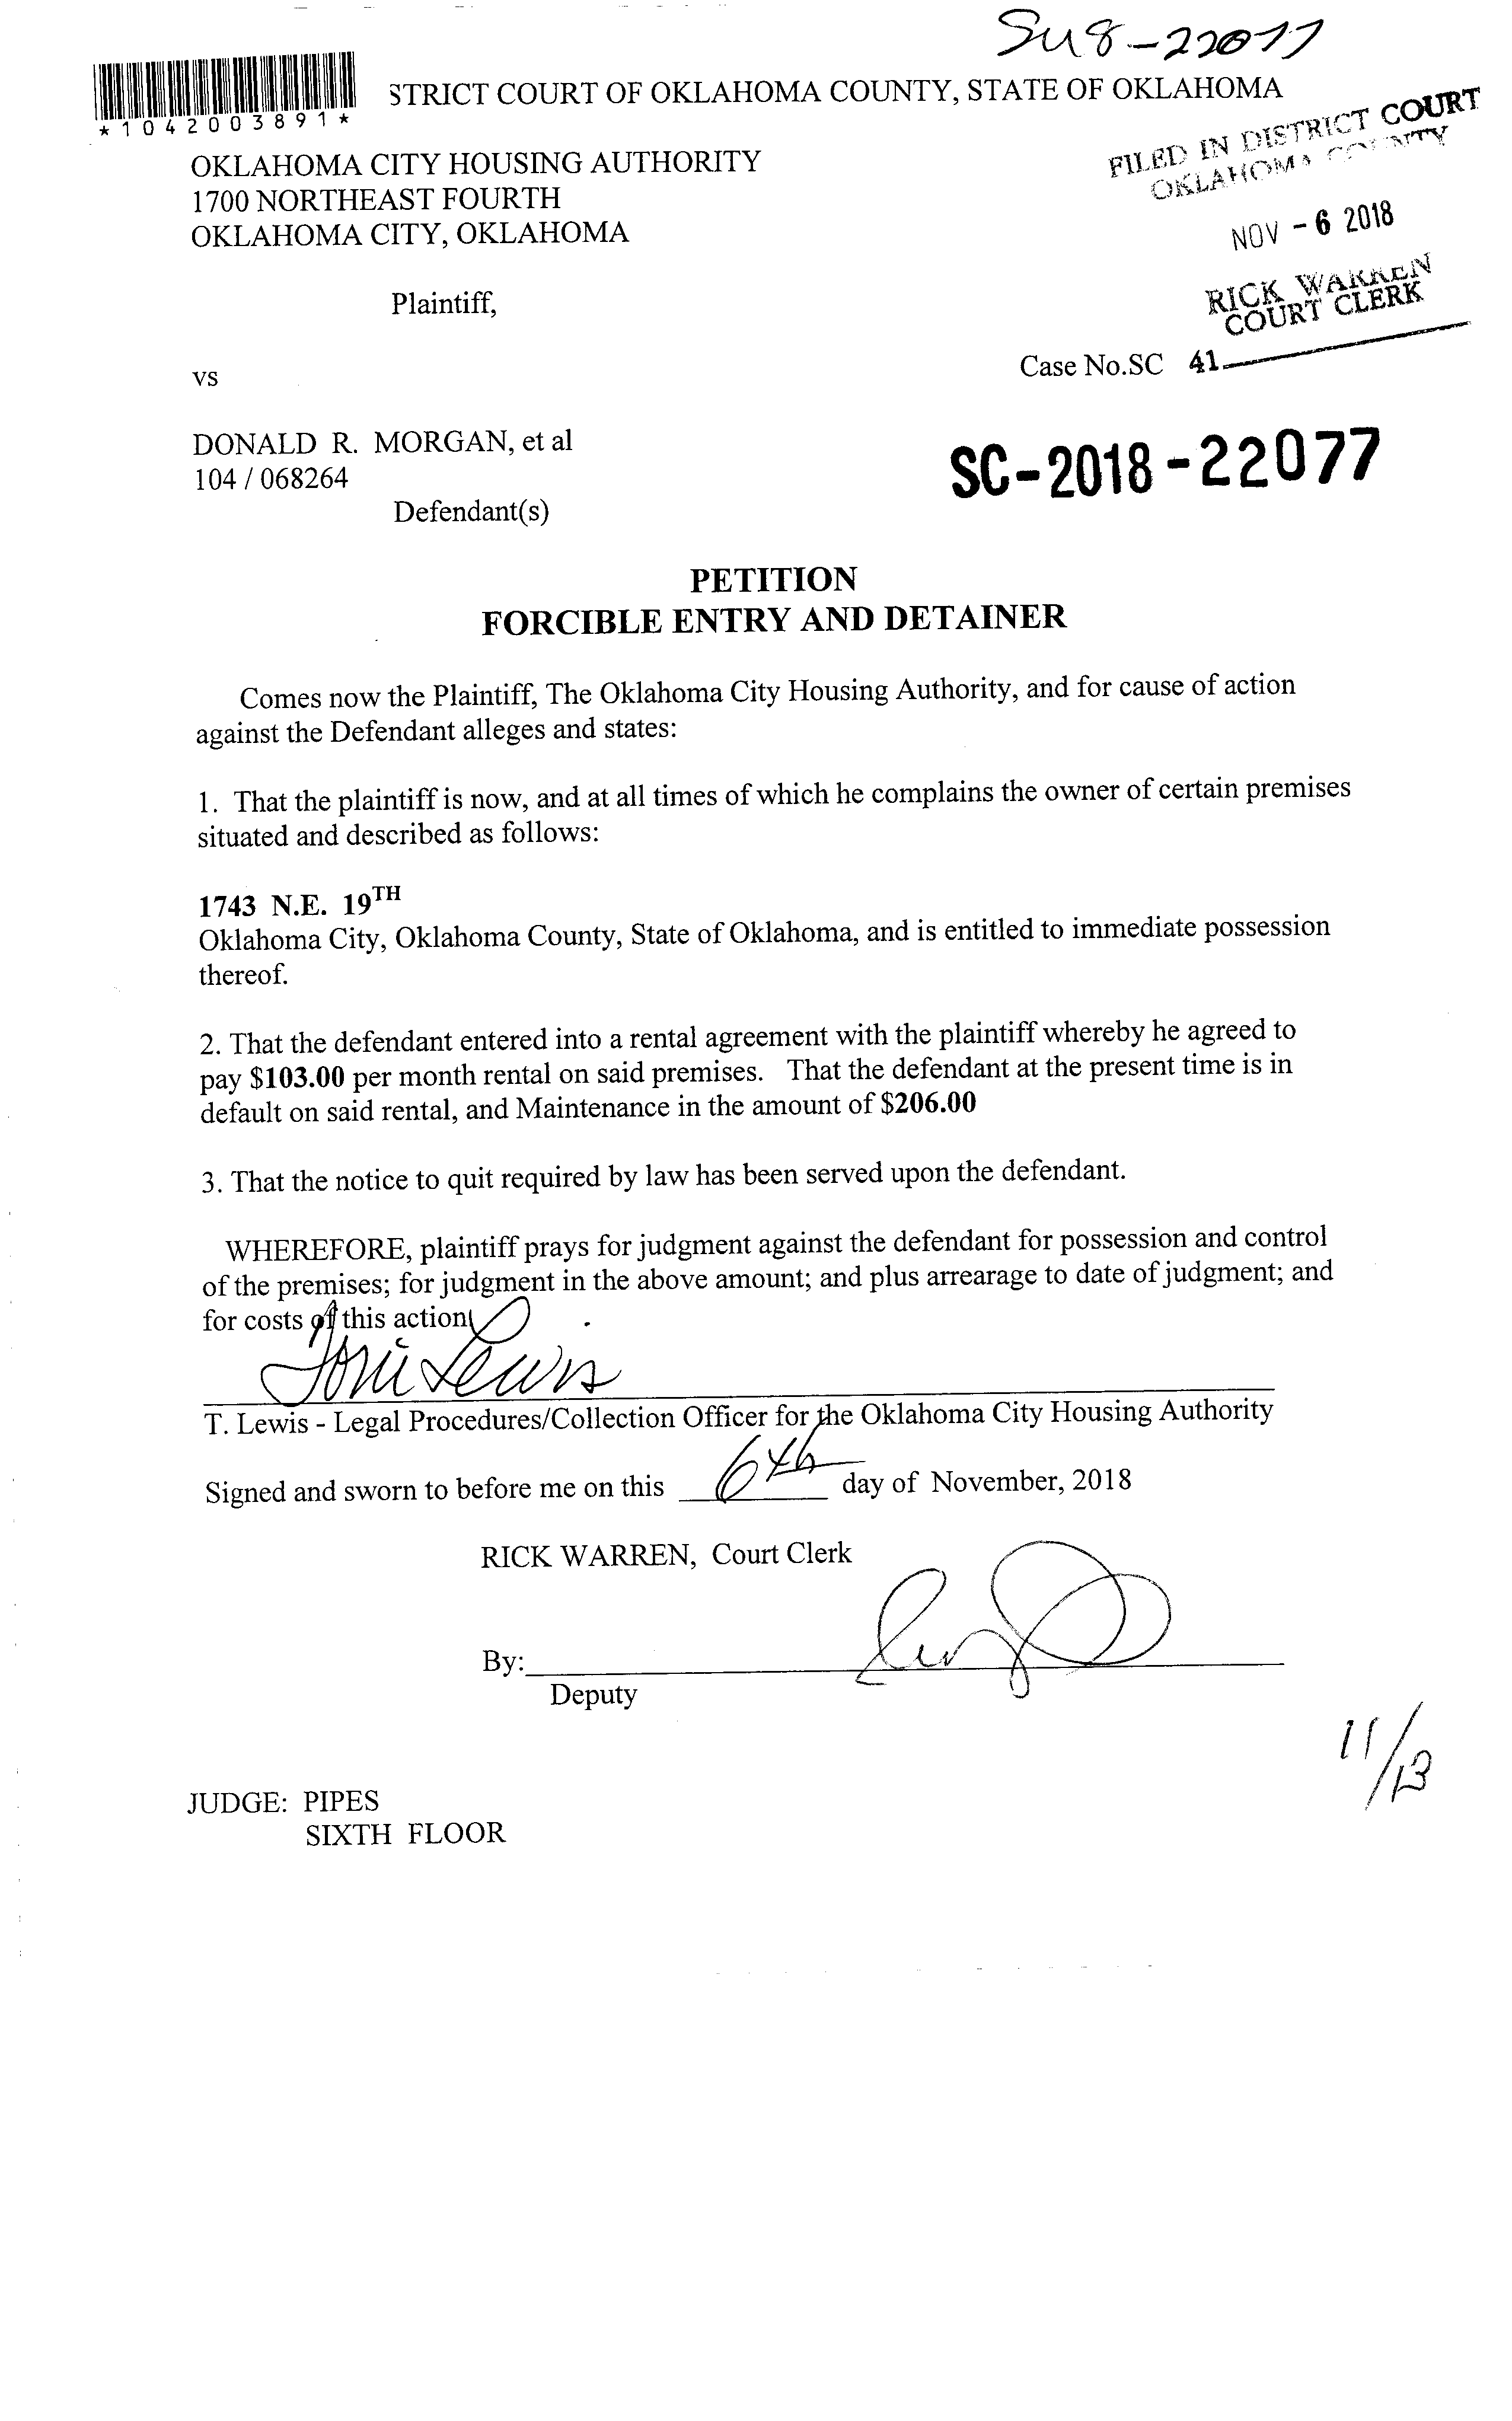 Su8-22077
*1042003891*
STRICT COURT OF OKLAHOMA COUNTY, STATE OF OKLAHOMA
FILED IN DISTRICT COURT
OKLAHOMA COUNTY
OKLAHOMA CITY HOUSING AUTHORITY
1700 NORTHEAST FOURTH
OKLAHOMA CITY, OKLAHOMA
NOV - 6 2018
Plaintiff,
RICK WARREN
COURT CLERK
vs
Case No.SC 41
DONALD R. MORGAN, et al
104 / 068264
SC-2018-22077
Defendant(s)
PETITION
FORCIBLE ENTRY AND DETAINER
Comes now the Plaintiff, The Oklahoma City Housing Authority, and for cause of action
against the Defendant alleges and states:
1. That the plaintiff is now, and at all times of which he complains the owner of certain premises
situated and described as follows:
1743 N.E. 19TH
Oklahoma City, Oklahoma County, State of Oklahoma, and is entitled to immediate possession
thereof.
2. That the defendant entered into a rental agreement with the plaintiff whereby he agreed to
pay $103.00 per month rental on said premises. That the defendant at the present time is in
default on said rental, and Maintenance in the amount of $206.00
3. That the notice to quit required by law has been served upon the defendant.
WHEREFORE, plaintiff prays for judgment against the defendant for possession and control
of the premises; for judgment in the above amount; and plus arrearage to date of judgment; and
for costs of this action.
Toni Lewis
T. Lewis - Legal Procedures/Collection Officer for the Oklahoma City Housing Authority
Signed and sworn to before me on this 6th day of November, 2018
RICK WARREN, Court Clerk
By:
Deputy
11/13
JUDGE: PIPES
SIXTH FLOOR